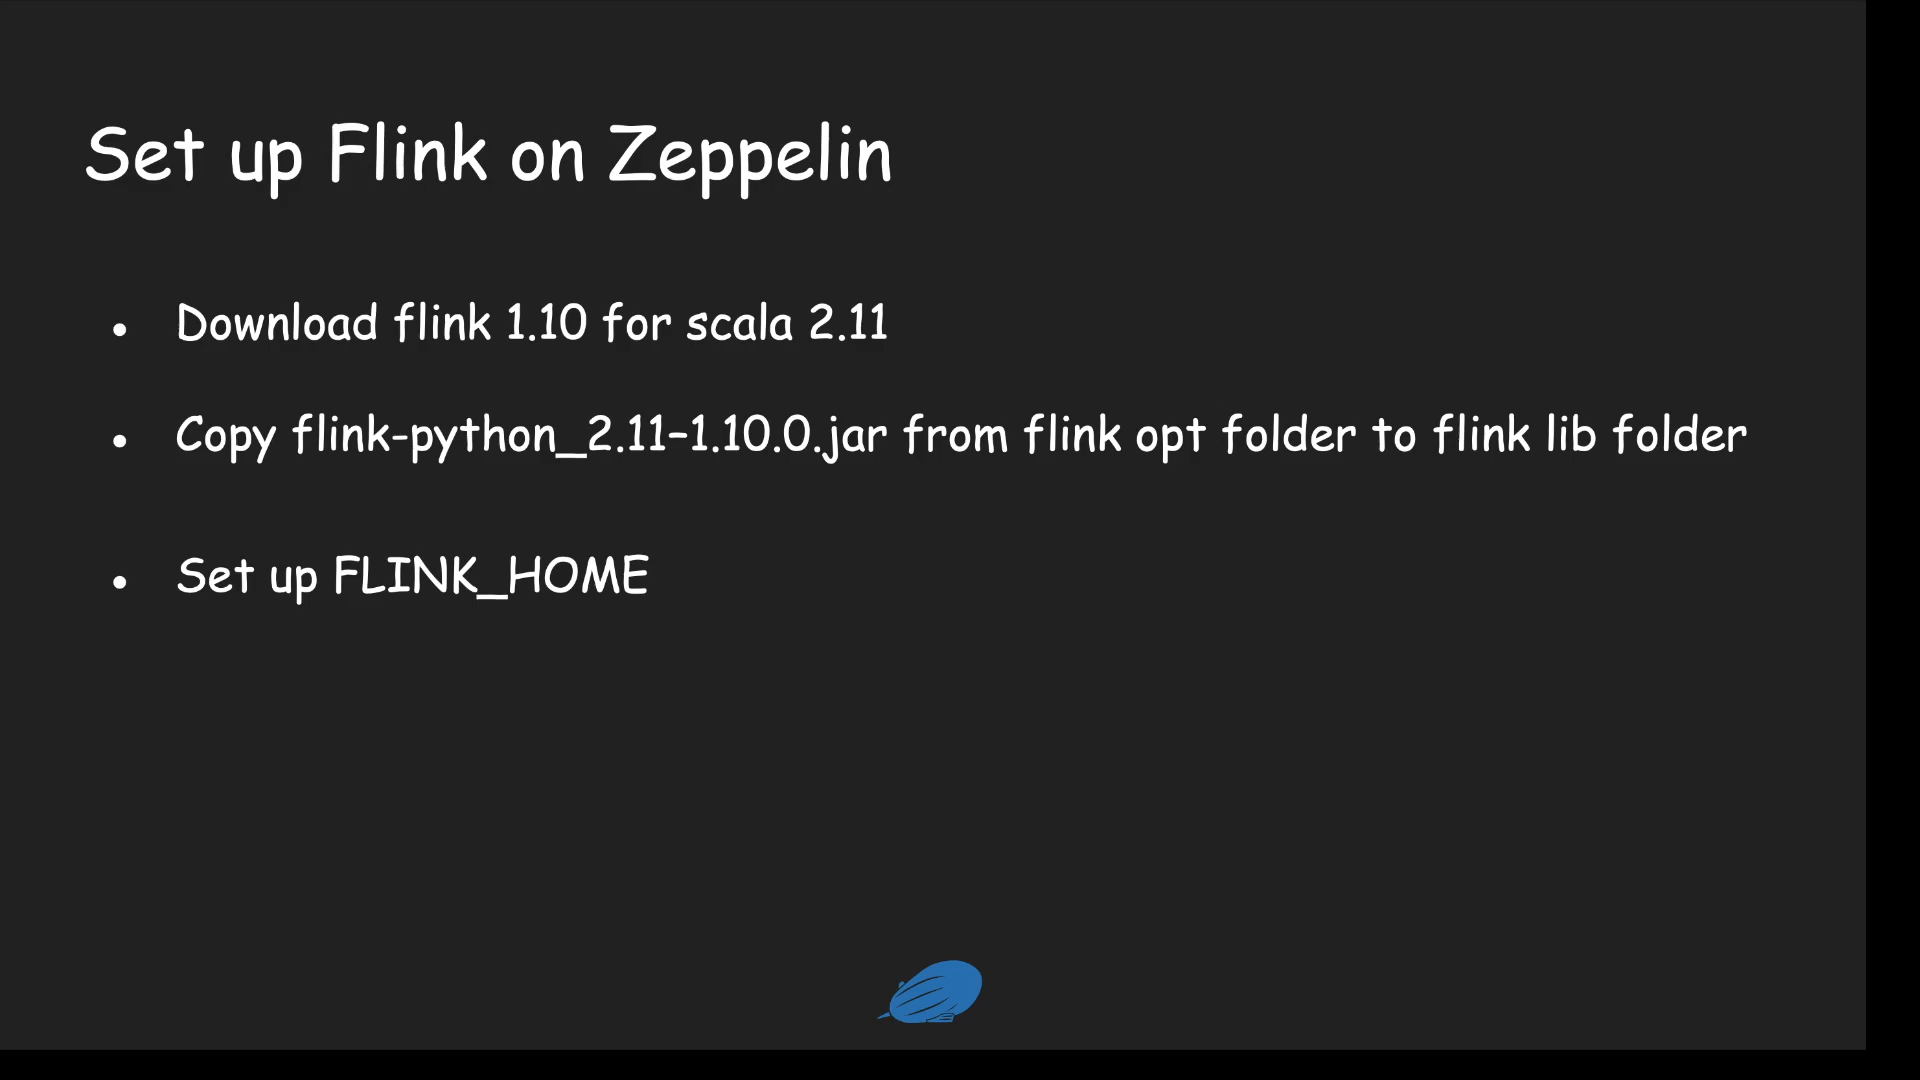 Set up Flink on Zeppelin
● Download flink 1.10 for scala 2.11
● Copy flink-python_2.11–1.10.0.jar from flink opt folder to flink lib folder
● Set up FLINK_HOME